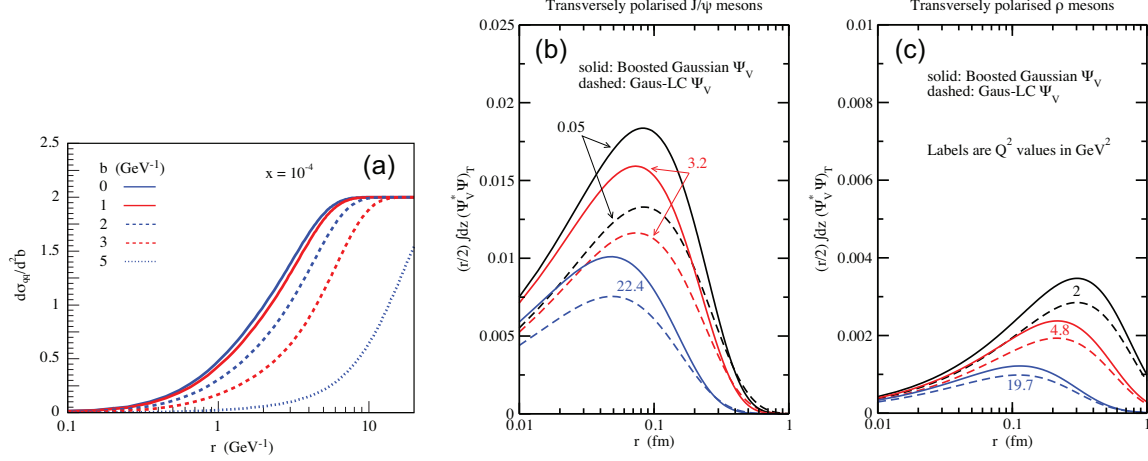 (a)
b (GeV⁻¹)
0
1
2
3
5
x = 10⁻⁴
2.5
2
1.5
1
0.5
0
dσqq̄/d²b
0.1
1
10
r (GeV⁻¹)
Transversely polarised J/ψ mesons
(b)
solid: Boosted Gaussian Ψ_V
dashed: Gaus-LC Ψ_V
0.05
3.2
22.4
0.025
0.02
0.015
0.01
0.005
0
(r/2) ∫dz (Ψ*_V Ψ)_T
0.01
0.1
1
r (fm)
Transversely polarised ρ mesons
(c)
solid: Boosted Gaussian Ψ_V
dashed: Gaus-LC Ψ_V
Labels are Q² values in GeV²
2
4.8
19.7
0.01
0.008
0.006
0.004
0.002
0
(r/2) ∫dz (Ψ*_V Ψ)_T
0.01
0.1
1
r (fm)